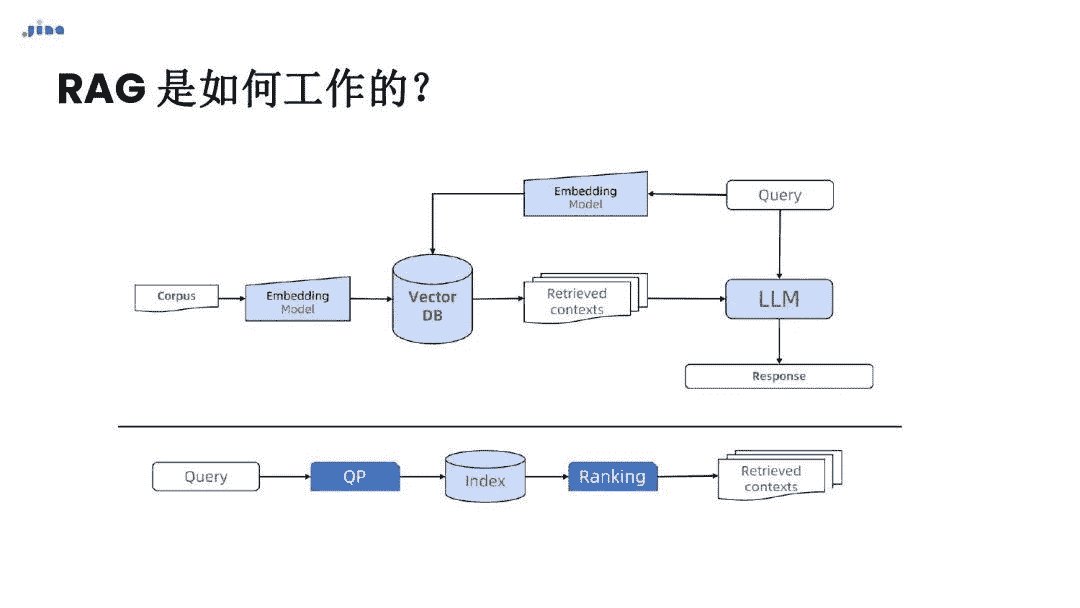 jina
RAG 是如何工作的？
Embedding
Model
Query
Corpus
Embedding
Model
Vector
DB
Retrieved
contexts
LLM
Response
Query
QP
Index
Ranking
Retrieved
contexts